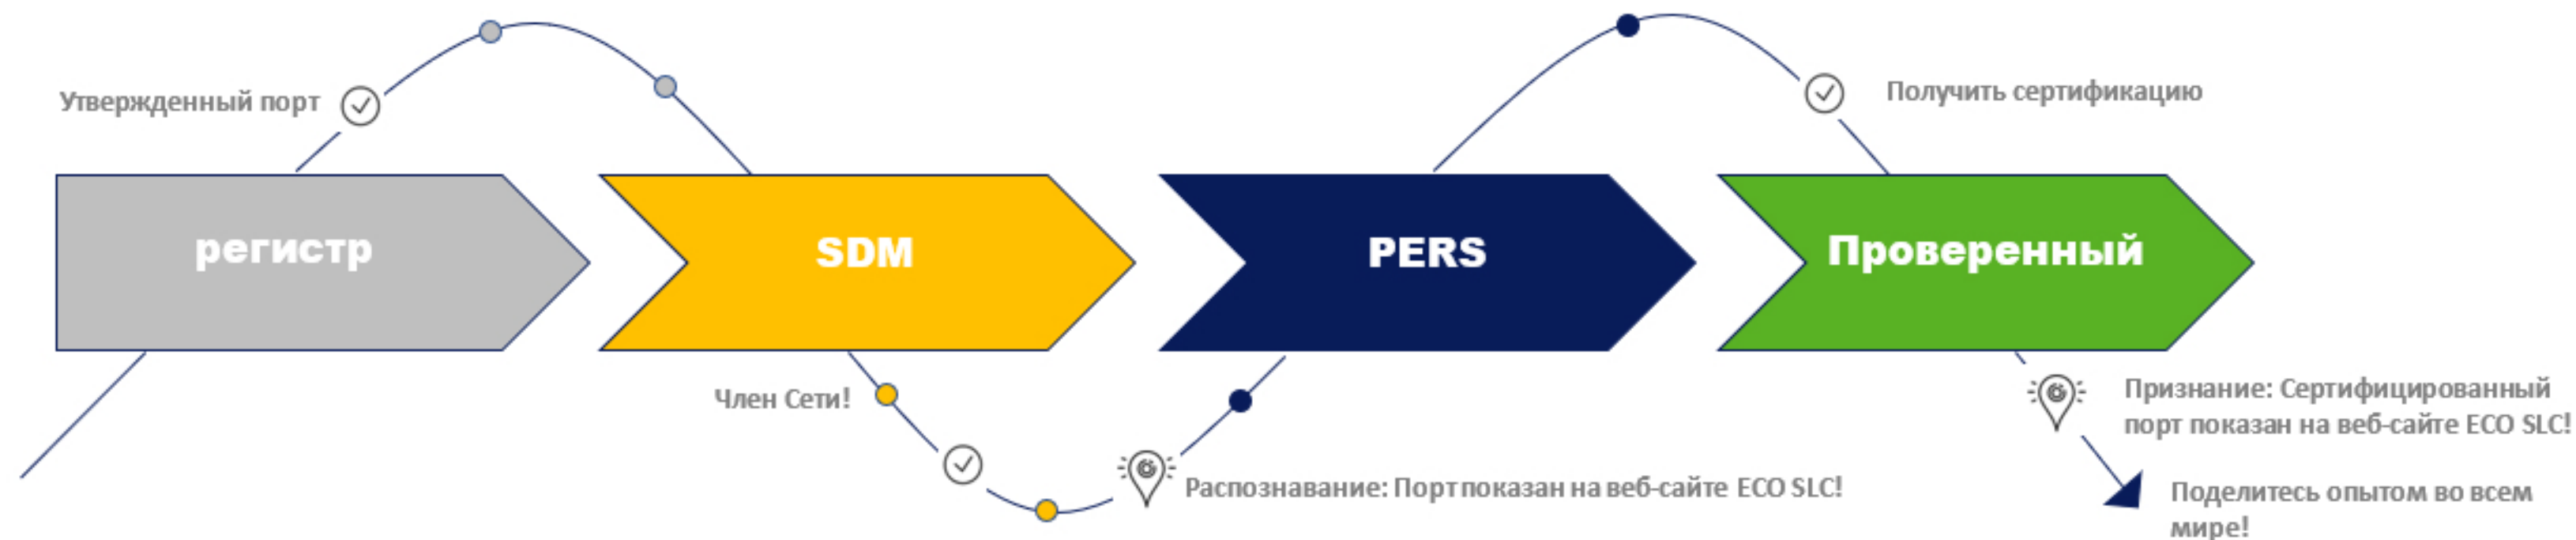 Утвержденный порт
Получить сертификацию
регистр
SDM
PERS
Проверенный
Член Сети!
Распознавание: Порт показан на веб-сайте ECO SLC!
Признание: Сертифицированный
порт показан на веб-сайте ECO SLC!
Поделитесь опытом во всем
мире!